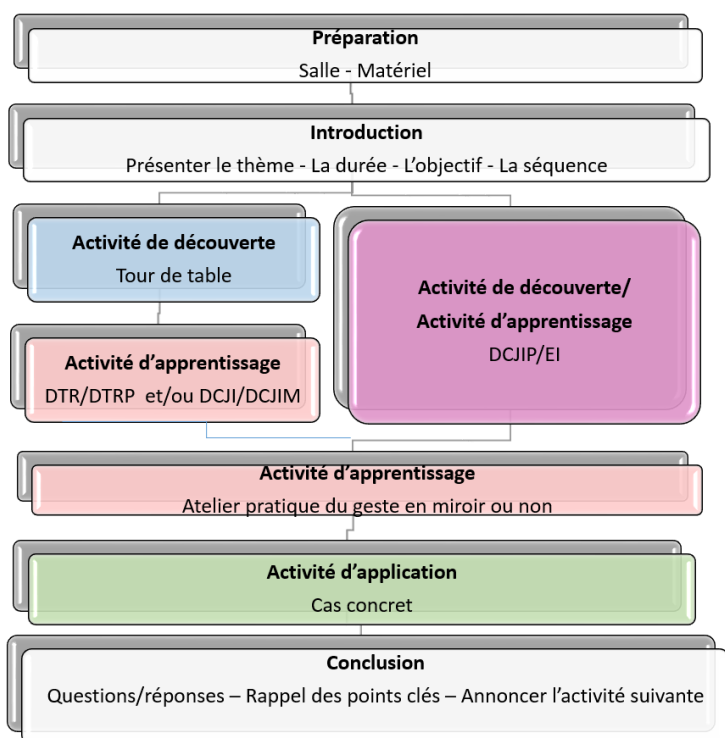 Préparation
Salle - Matériel
Introduction
Présenter le thème - La durée - L'objectif - La séquence
Activité de découverte
Tour de table
Activité d'apprentissage
DTR/DTRP et/ou DCJI/DCJIM
Activité de découverte/
Activité d'apprentissage
DCJIP/EI
Activité d'apprentissage
Atelier pratique du geste en miroir ou non
Activité d'application
Cas concret
Conclusion
Questions/réponses – Rappel des points clés – Annoncer l'activité suivante